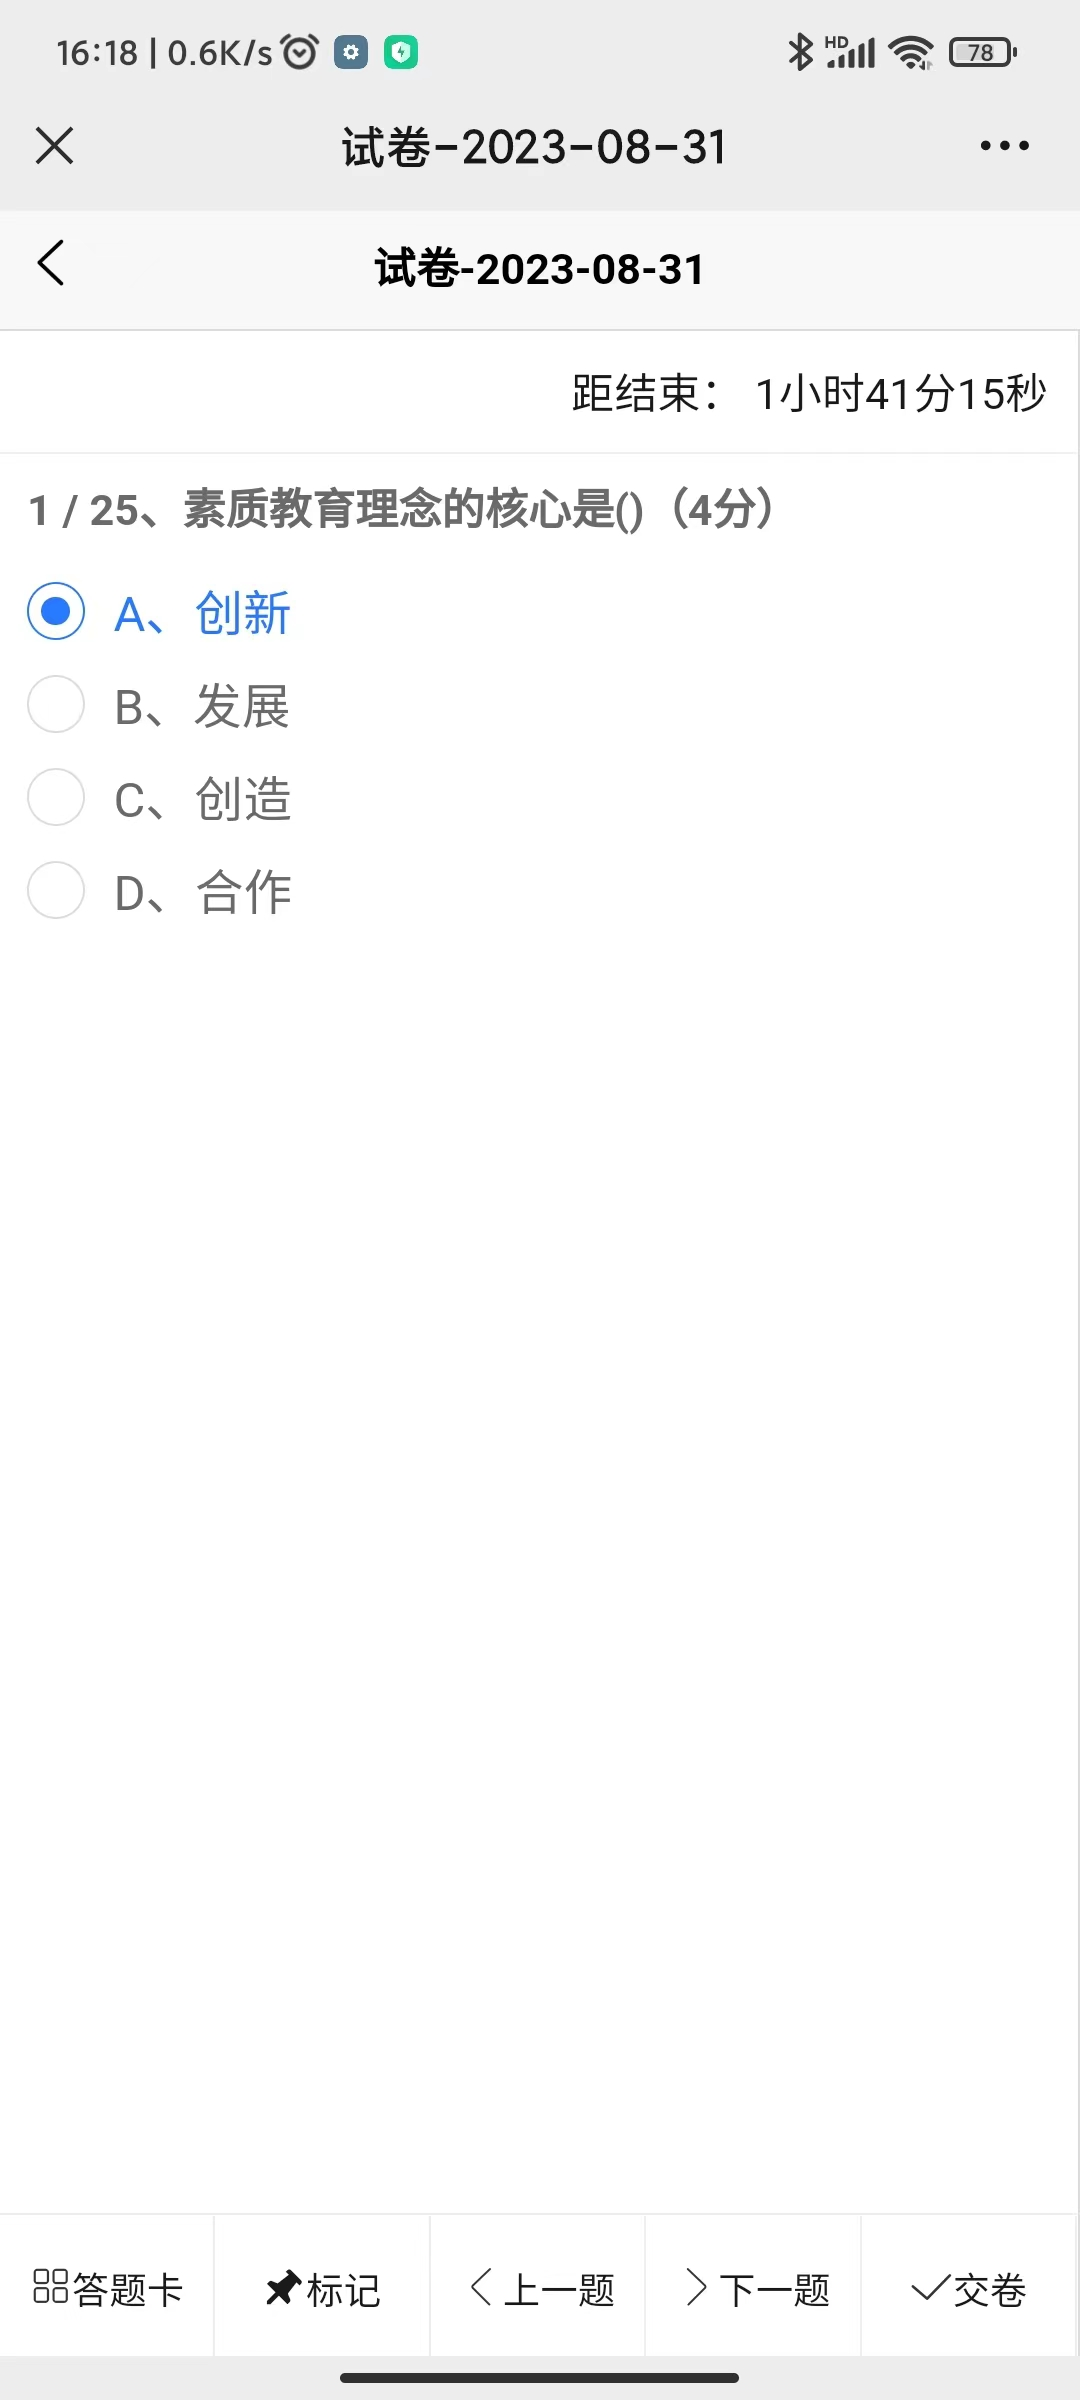 16:18 | 0.6K/s
HD
78
试卷-2023-08-31
试卷-2023-08-31
距结束： 1小时41分15秒
1 / 25、素质教育理念的核心是()（4分）
A、创新
B、发展
C、创造
D、合作
答题卡 标记 上一题 下一题 交卷